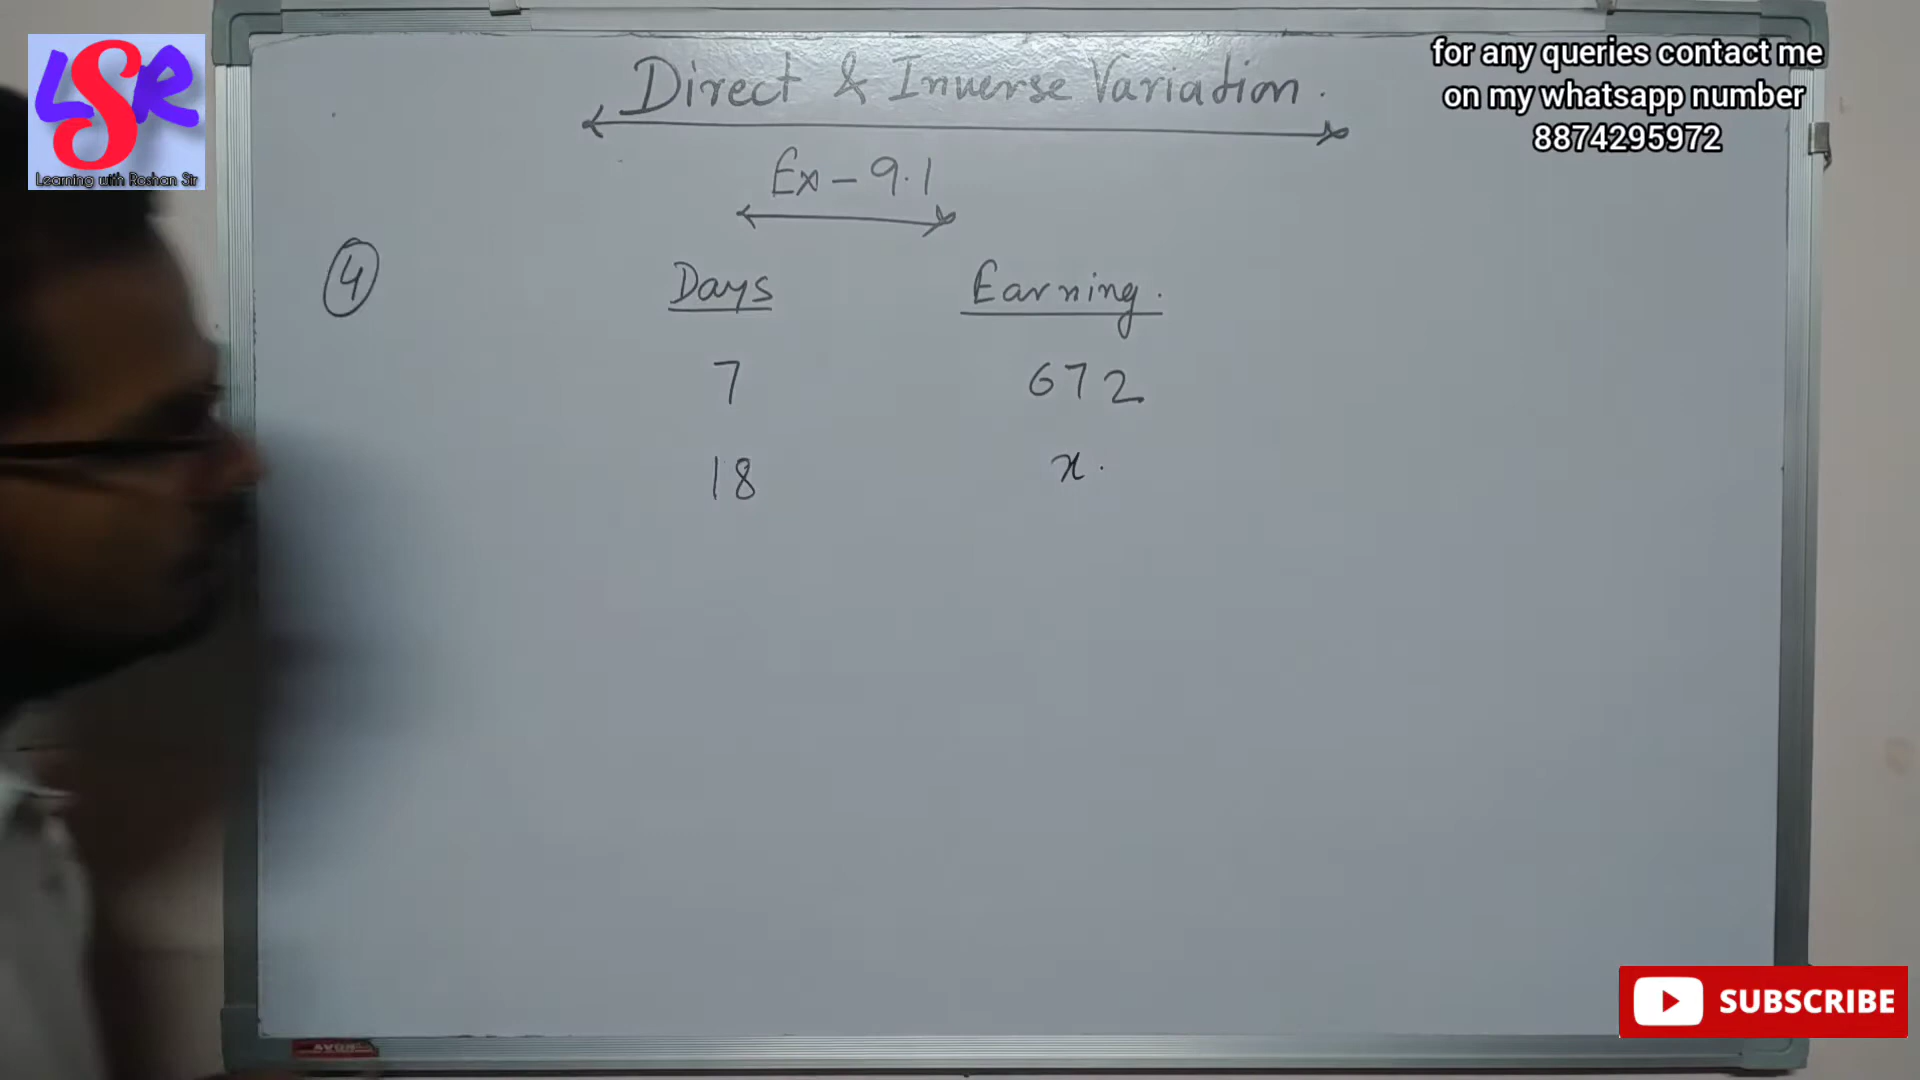 LSR
Learning with Roshan Sir
for any queries contact me
on my whatsapp number
8874295972
Direct & Inverse Variation.
Ex - 9.1
4
Days Earning.
7 672
18 x.
SUBSCRIBE